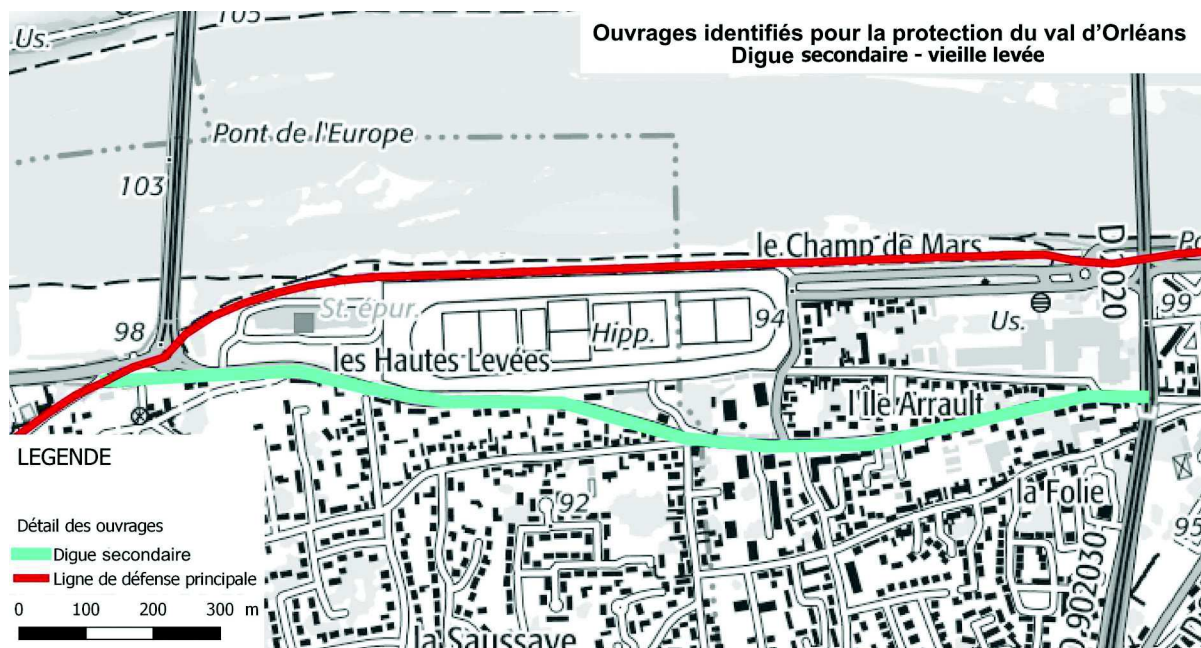 105
Us.
Ouvrages identifiés pour la protection du val d'Orléans
Digue secondaire - vieille levée
Pont de l'Europe
103
le Champ de Mars
D 1020
St. épur.
98
Hipp.
94
Us.
99
les Hautes Levées
l'Île Arrault
LEGENDE
92
la Folie
95
Détail des ouvrages
Digue secondaire
Ligne de défense principale
0 100 200 300 m
la Saussaye
D.902030